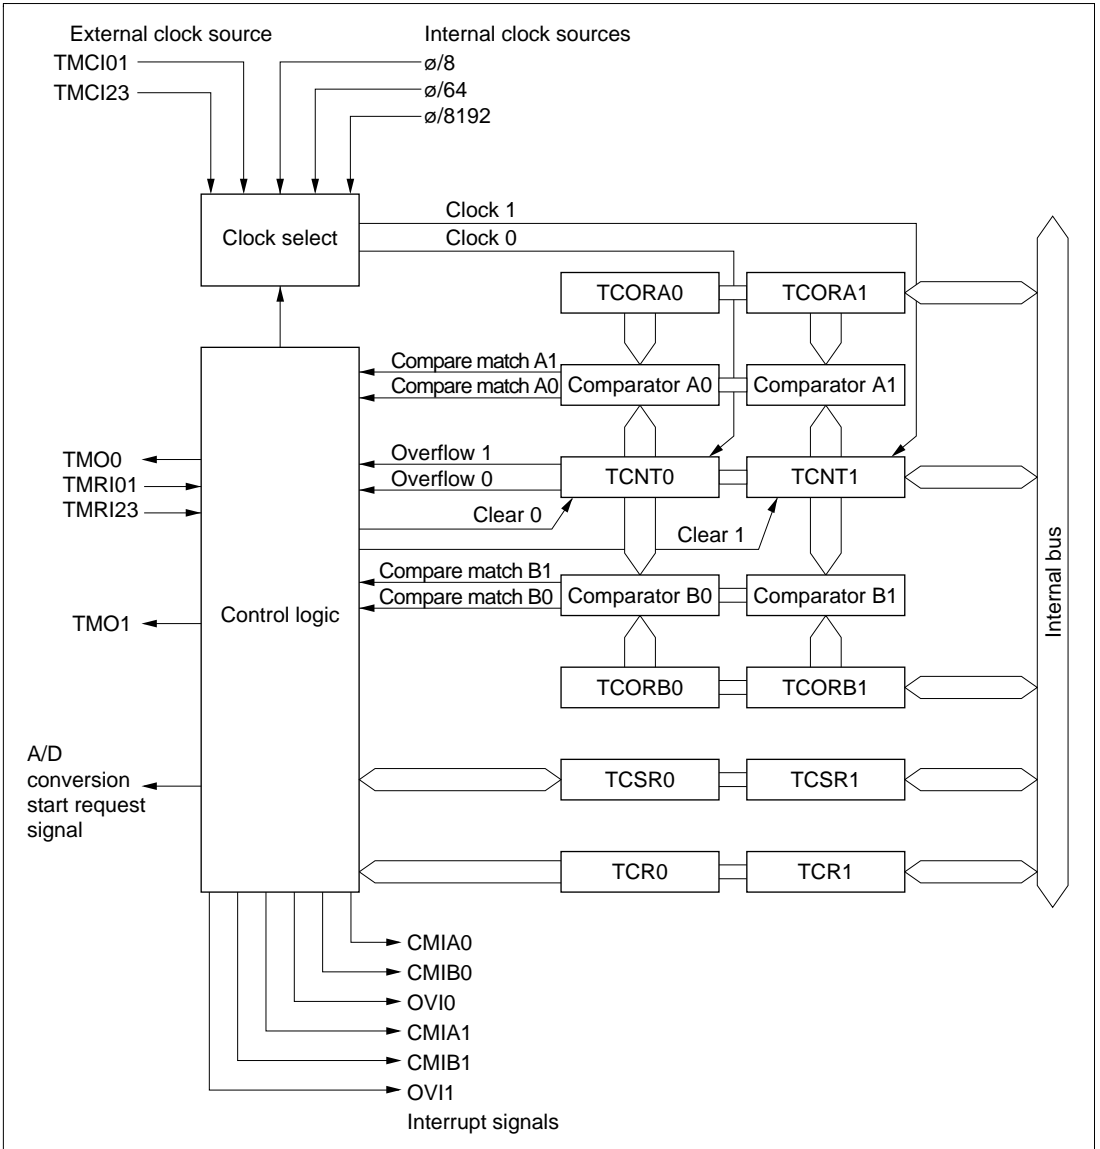 External clock source
Internal clock sources
TMCI01
TMCI23
ø/8
ø/64
ø/8192
Clock select
Clock 1
Clock 0
TCORA0
TCORA1
Compare match A1
Compare match A0
Comparator A0
Comparator A1
TMO0
TMRI01
TMRI23
Overflow 1
Overflow 0
TCNT0
TCNT1
Clear 0
Clear 1
Internal bus
Compare match B1
Compare match B0
Comparator B0
Comparator B1
Control logic
TMO1
TCORB0
TCORB1
A/D
conversion
start request
signal
TCSR0
TCSR1
TCR0
TCR1
CMIA0
CMIB0
OVI0
CMIA1
CMIB1
OVI1
Interrupt signals